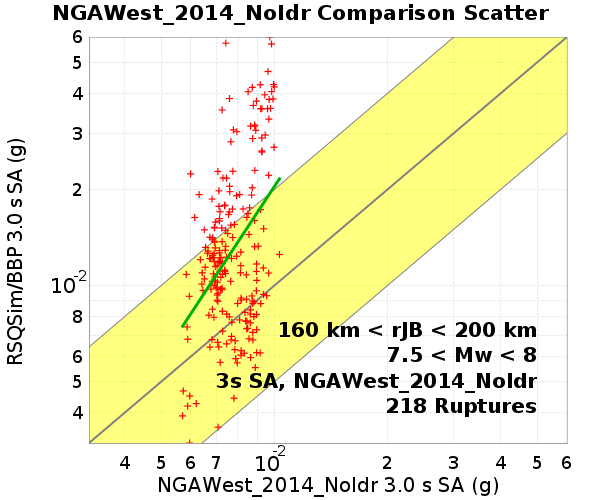 NGAWest_2014_NoIdr Comparison Scatter
RSQSim/BBP 3.0 s SA (g)
6
5
4
3
2
10^-2
8
6
5
4
160 km < rJB < 200 km
7.5 < Mw < 8
3s SA, NGAWest_2014_NoIdr
218 Ruptures
4 5 6 7 10^-2 2 3 4 5 6
NGAWest_2014_NoIdr 3.0 s SA (g)